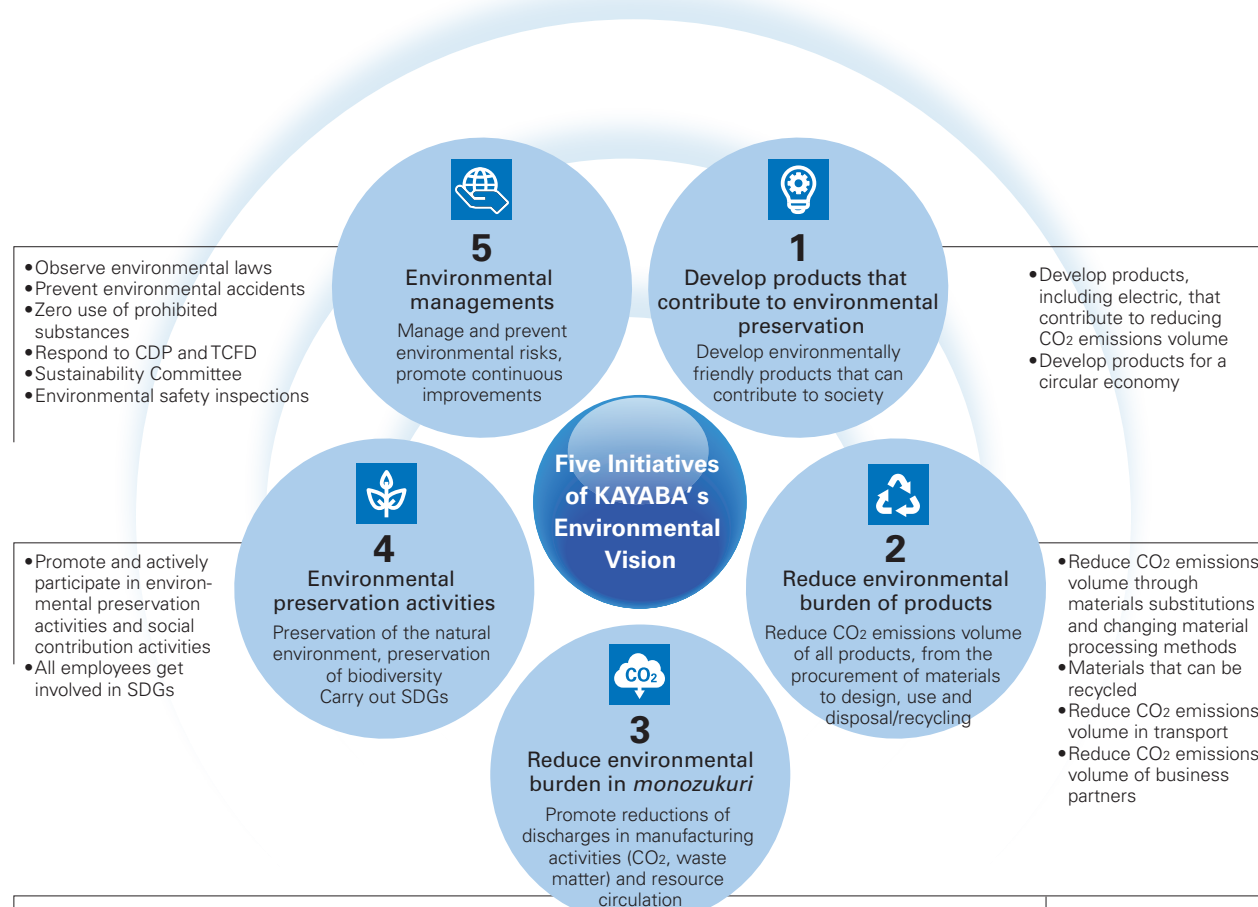 Five Initiatives
of KAYABA's
Environmental
Vision
1
Develop products that
contribute to environmental
preservation
Develop environmentally
friendly products that can
contribute to society
•Develop products,
including electric, that
contribute to reducing
CO2 emissions volume
•Develop products for a
circular economy
2
Reduce environmental
burden of products
Reduce CO2 emissions volume
of all products, from the
procurement of materials
to design, use and
disposal/recycling
•Reduce CO2 emissions
volume through
materials substitutions
and changing material
processing methods
•Materials that can be
recycled
•Reduce CO2 emissions
volume in transport
•Reduce CO2 emissions
volume of business
partners
CO2
3
Reduce environmental
burden in monozukuri
Promote reductions of
discharges in manufacturing
activities (CO2, waste
matter) and resource
circulation
4
Environmental
preservation activities
Preservation of the natural
environment, preservation
of biodiversity
Carry out SDGs
•Promote and actively
participate in environ-
mental preservation
activities and social
contribution activities
•All employees get
involved in SDGs
5
Environmental
managements
Manage and prevent
environmental risks,
promote continuous
improvements
•Observe environmental laws
•Prevent environmental accidents
•Zero use of prohibited
substances
•Respond to CDP and TCFD
•Sustainability Committee
•Environmental safety inspections